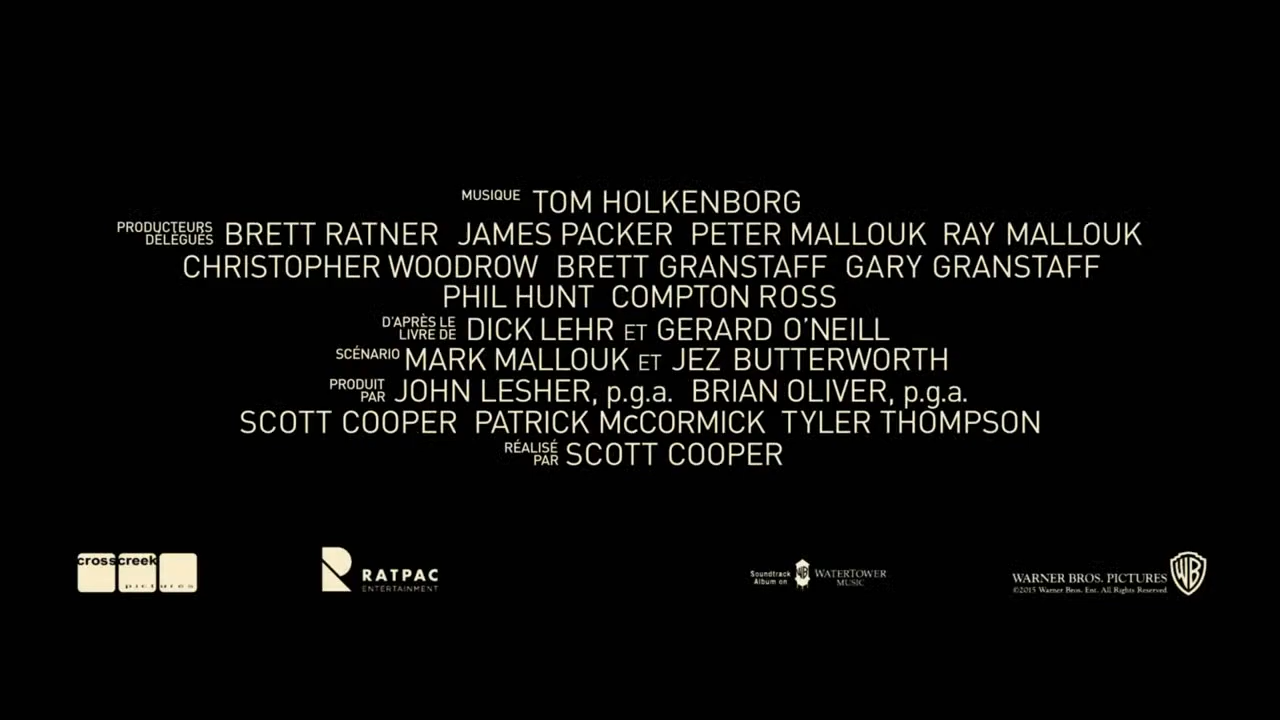 MUSIQUE TOM HOLKENBORG
PRODUCTEURS DÉLÉGUÉS BRETT RATNER JAMES PACKER PETER MALLOUK RAY MALLOUK
CHRISTOPHER WOODROW BRETT GRANSTAFF GARY GRANSTAFF
PHIL HUNT COMPTON ROSS
D'APRÈS LE LIVRE DE DICK LEHR ET GERARD O'NEILL
SCÉNARIO MARK MALLOUK ET JEZ BUTTERWORTH
PRODUIT PAR JOHN LESHER, p.g.a. BRIAN OLIVER, p.g.a.
SCOTT COOPER PATRICK McCORMICK TYLER THOMPSON
RÉALISÉ PAR SCOTT COOPER
crosscreek pictures
RATPAC ENTERTAINMENT
Soundtrack Album on WB WATERTOWER MUSIC
WARNER BROS. PICTURES WB
©2015 Warner Bros. Ent. All Rights Reserved